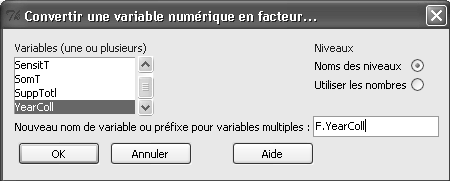 Convertir une variable numérique en facteur...
Variables (une ou plusieurs)
Niveaux
SensitT
SomT
SuppTotl
YearColl
Noms des niveaux
Utiliser les nombres
Nouveau nom de variable ou préfixe pour variables multiples : F.YearColl
OK
Annuler
Aide